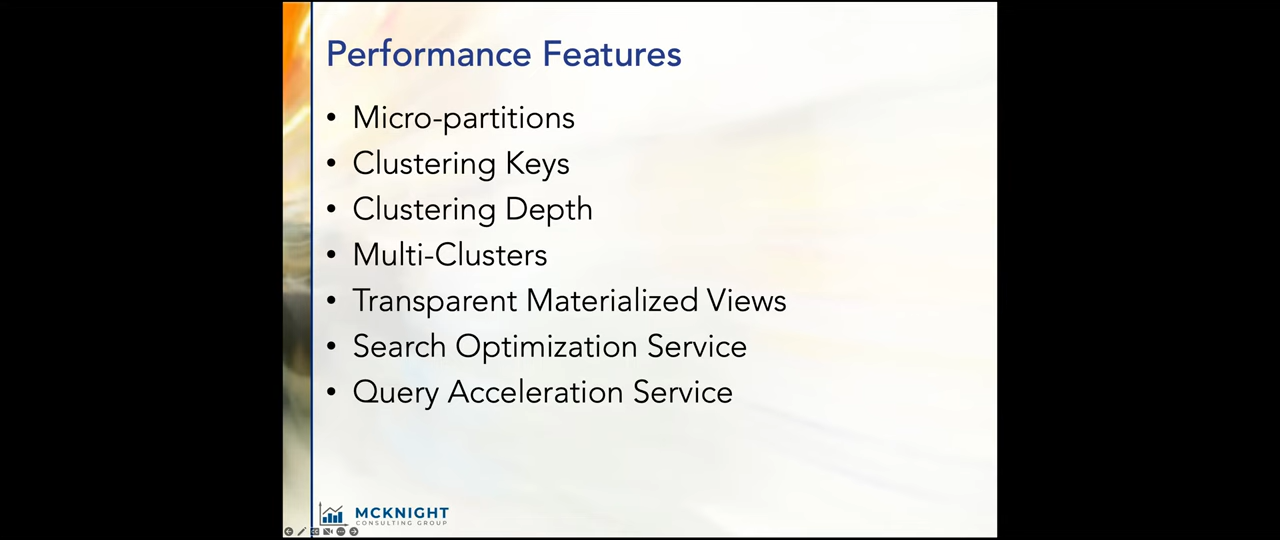 Performance Features
• Micro-partitions
• Clustering Keys
• Clustering Depth
• Multi-Clusters
• Transparent Materialized Views
• Search Optimization Service
• Query Acceleration Service
MCKNIGHT
CONSULTING GROUP